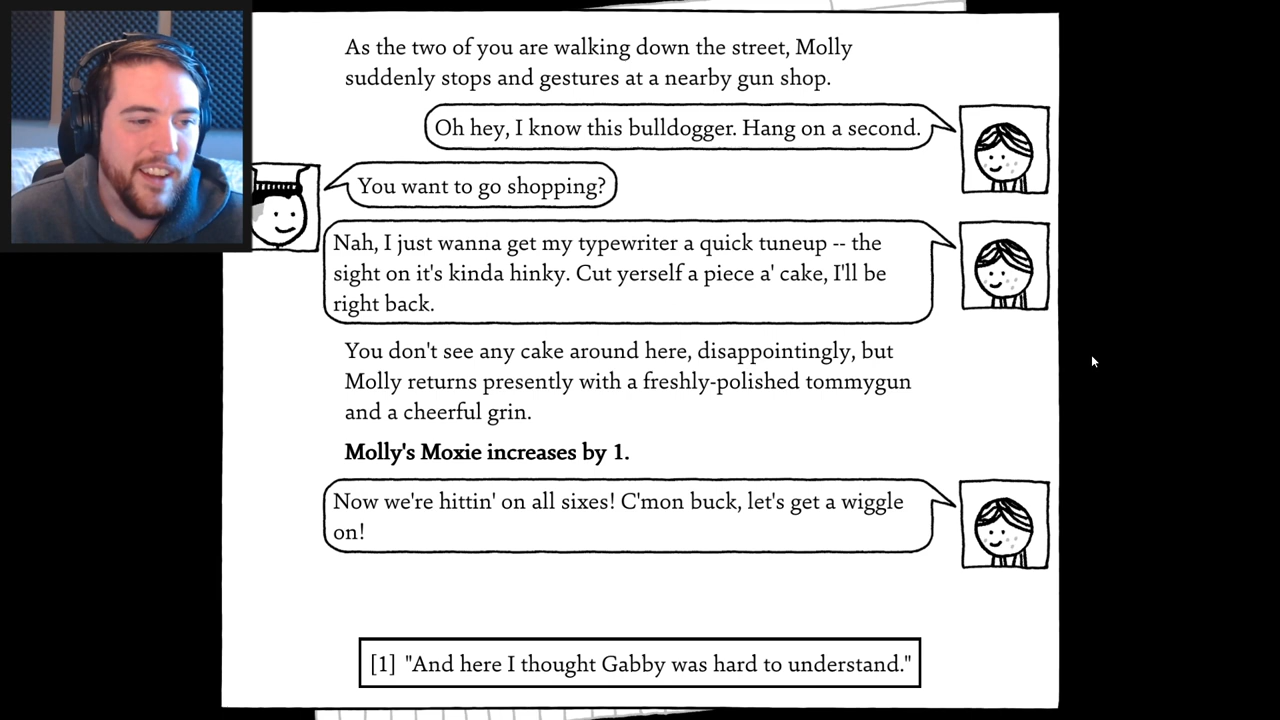 As the two of you are walking down the street, Molly
suddenly stops and gestures at a nearby gun shop.
Oh hey, I know this bulldogger. Hang on a second.
You want to go shopping?
Nah, I just wanna get my typewriter a quick tuneup -- the
sight on it's kinda hinky. Cut yerself a piece a' cake, I'll be
right back.
You don't see any cake around here, disappointingly, but
Molly returns presently with a freshly-polished tommygun
and a cheerful grin.
Molly's Moxie increases by 1.
Now we're hittin' on all sixes! C'mon buck, let's get a wiggle
on!
[1] "And here I thought Gabby was hard to understand."